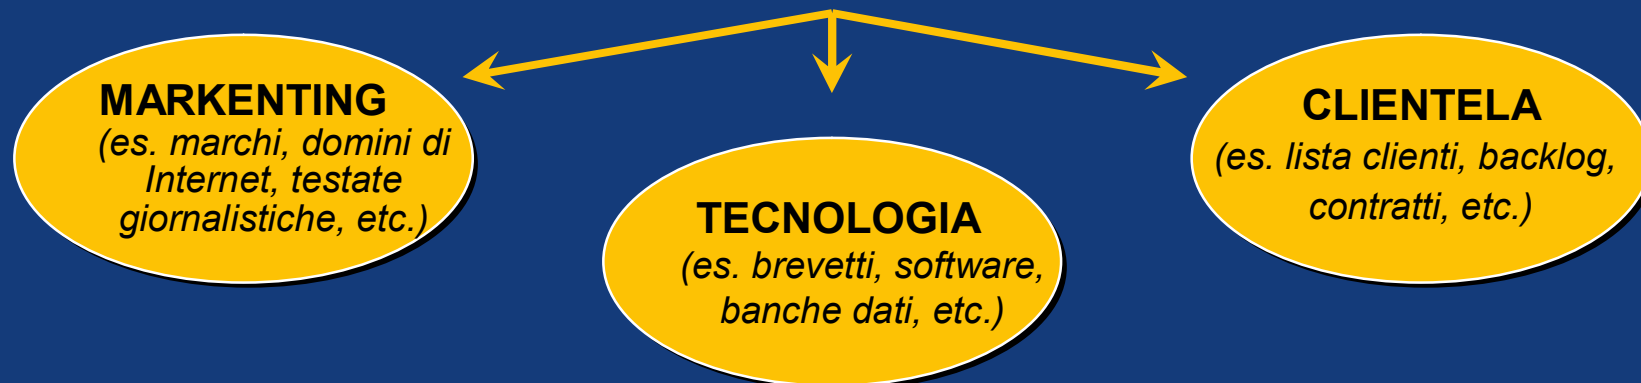 MARKENTING
(es. marchi, domini di
Internet, testate
giornalistiche, etc.)
TECNOLOGIA
(es. brevetti, software,
banche dati, etc.)
CLIENTELA
(es. lista clienti, backlog,
contratti, etc.)